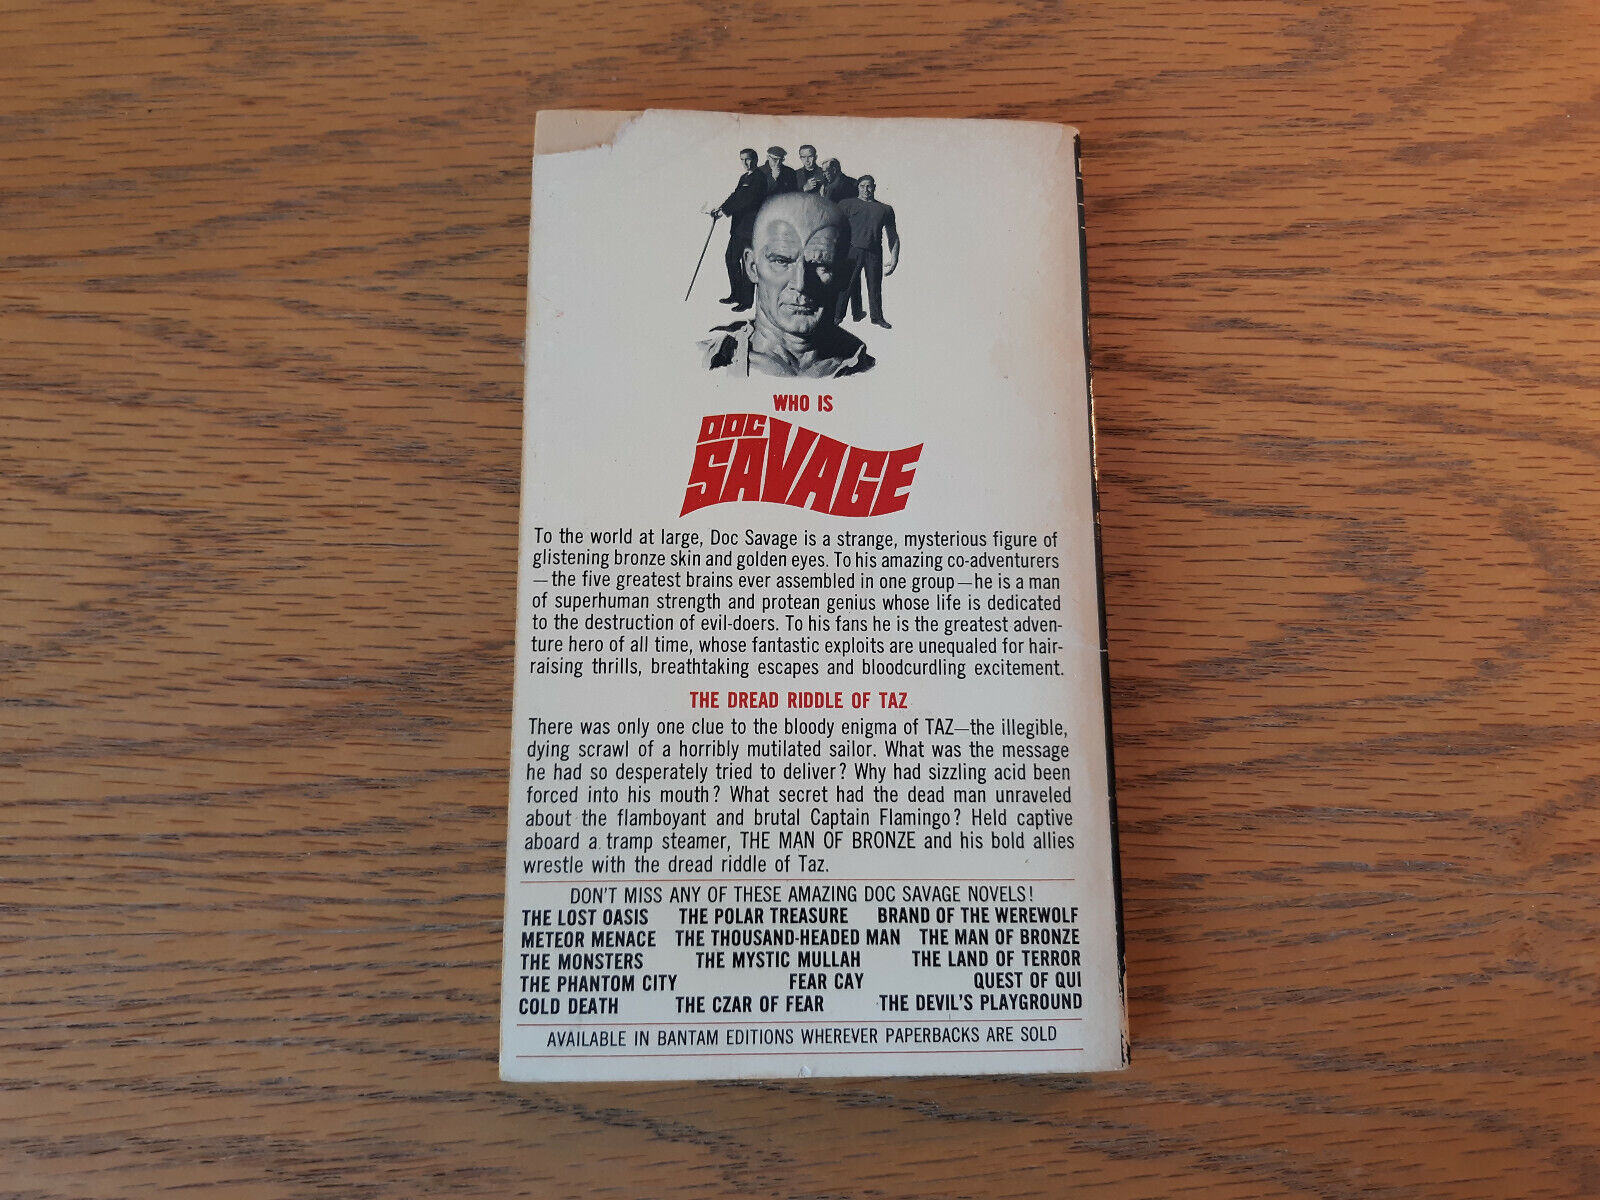 WHO IS
DOC
SAVAGE
To the world at large, Doc Savage is a strange, mysterious figure of
glistening bronze skin and golden eyes. To his amazing co-adventurers
—the five greatest brains ever assembled in one group—he is a man
of superhuman strength and protean genius whose life is dedicated
to the destruction of evil-doers. To his fans he is the greatest adven-
ture hero of all time, whose fantastic exploits are unequaled for hair-
raising thrills, breathtaking escapes and bloodcurdling excitement.
THE DREAD RIDDLE OF TAZ
There was only one clue to the bloody enigma of TAZ—the illegible,
dying scrawl of a horribly mutilated sailor. What was the message
he had so desperately tried to deliver? Why had sizzling acid been
forced into his mouth? What secret had the dead man unraveled
about the flamboyant and brutal Captain Flamingo? Held captive
aboard a tramp steamer, THE MAN OF BRONZE and his bold allies
wrestle with the dread riddle of Taz.
DON'T MISS ANY OF THESE AMAZING DOC SAVAGE NOVELS!
THE LOST OASIS THE POLAR TREASURE BRAND OF THE WEREWOLF
METEOR MENACE THE THOUSAND-HEADED MAN THE MAN OF BRONZE
THE MONSTERS THE MYSTIC MULLAH THE LAND OF TERROR
THE PHANTOM CITY FEAR CAY QUEST OF QUI
COLD DEATH THE CZAR OF FEAR THE DEVIL'S PLAYGROUND
AVAILABLE IN BANTAM EDITIONS WHEREVER PAPERBACKS ARE SOLD